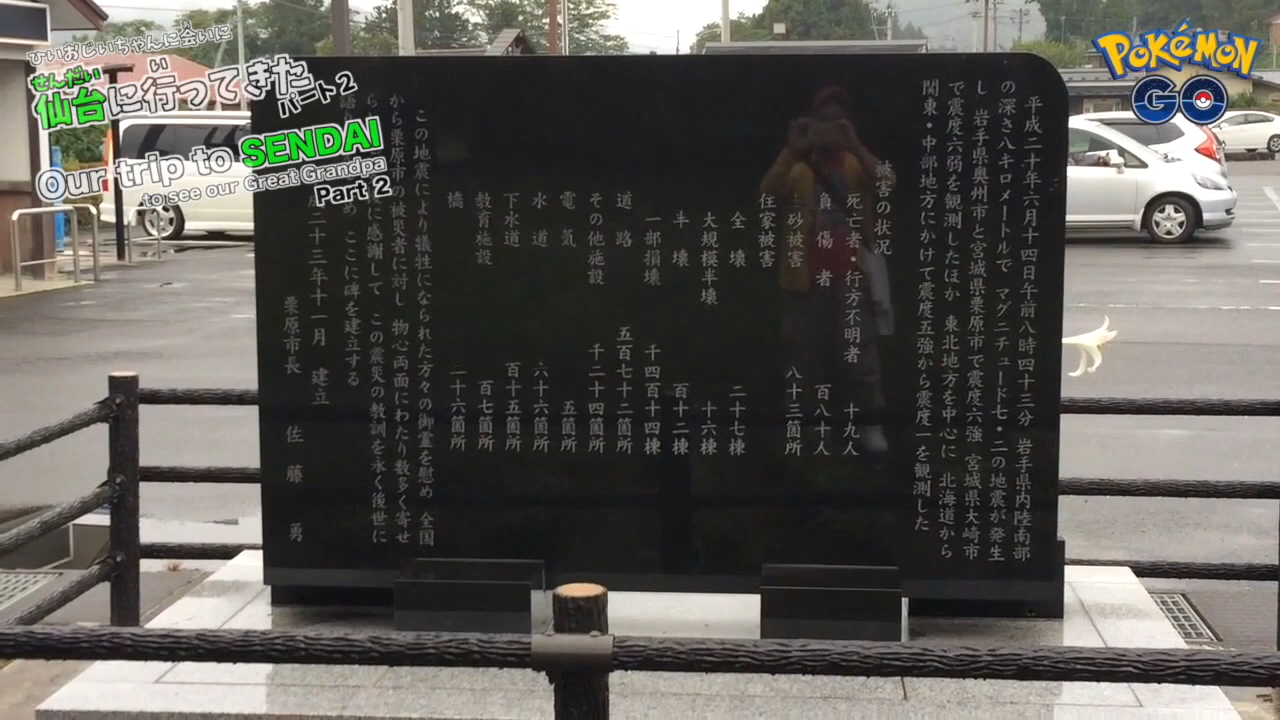 ひいおじいちゃんに会いに
せんだい
い
仙台に行ってきた
パート2
Our trip to SENDAI
to see our Great Grandpa
Part 2
POKÉMON
GO
平成二十年六月十四日午前八時四十三分 岩手県内陸南部
の深さ八キロメートルで マグニチュード七・二の地震が発生
し 岩手県奥州市と宮城県栗原市で震度六強 宮城県大崎市
で震度六弱を観測したほか 東北地方を中心に 北海道から
関東・中部地方にかけて震度五強から震度一を観測した
被害の状況
死亡者・行方不明者 十九人
負傷者 百八十人
砂被害 八十三箇所
住家被害
全壊 二十七棟
大規模半壊 十六棟
半壊 百十二棟
一部損壊 千四百十四棟
道路 五百七十二箇所
その他施設 千二十四箇所
電気 五箇所
水道 六十六箇所
下水道 百十五箇所
教育施設 百七箇所
橋 一十六箇所
この地震により犠牲になられた方々の御霊を慰め 全国
から栗原市の被災者に対し 物心両面にわたり数多く寄せ
ら に感謝して この震災の教訓を永く後世に
語り め ここに碑を建立する
二十三年十一月 建立
栗原市長 佐藤 勇